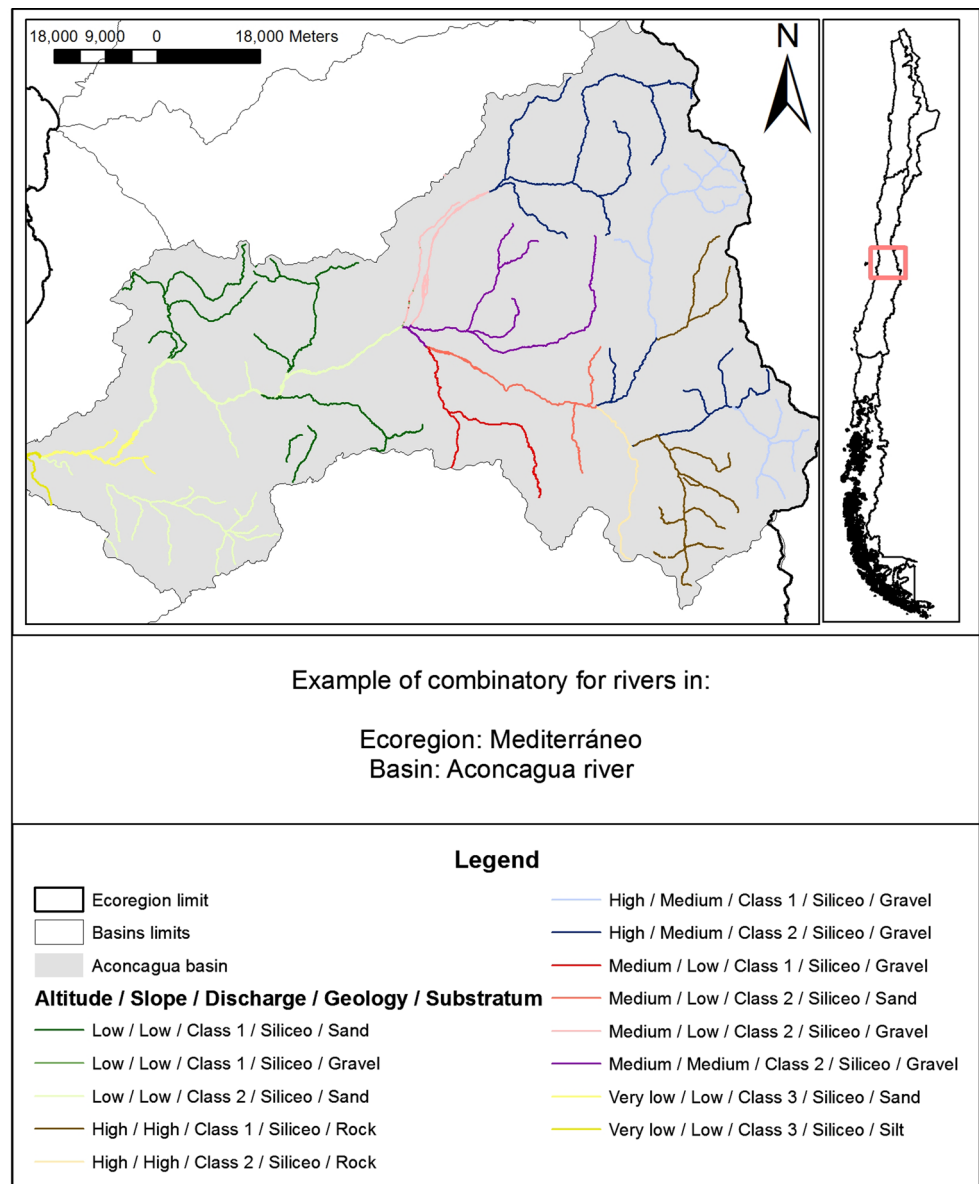 18,000 9,000 0 18,000 Meters
N
Example of combinatory for rivers in:
Ecoregion: Mediterráneo
Basin: Aconcagua river
Legend
Ecoregion limit
Basins limits
Aconcagua basin
Altitude / Slope / Discharge / Geology / Substratum
Low / Low / Class 1 / Siliceo / Sand
Low / Low / Class 1 / Siliceo / Gravel
Low / Low / Class 2 / Siliceo / Sand
High / High / Class 1 / Siliceo / Rock
High / High / Class 2 / Siliceo / Rock
High / Medium / Class 1 / Siliceo / Gravel
High / Medium / Class 2 / Siliceo / Gravel
Medium / Low / Class 1 / Siliceo / Gravel
Medium / Low / Class 2 / Siliceo / Sand
Medium / Low / Class 2 / Siliceo / Gravel
Medium / Medium / Class 2 / Siliceo / Gravel
Very low / Low / Class 3 / Siliceo / Sand
Very low / Low / Class 3 / Siliceo / Silt